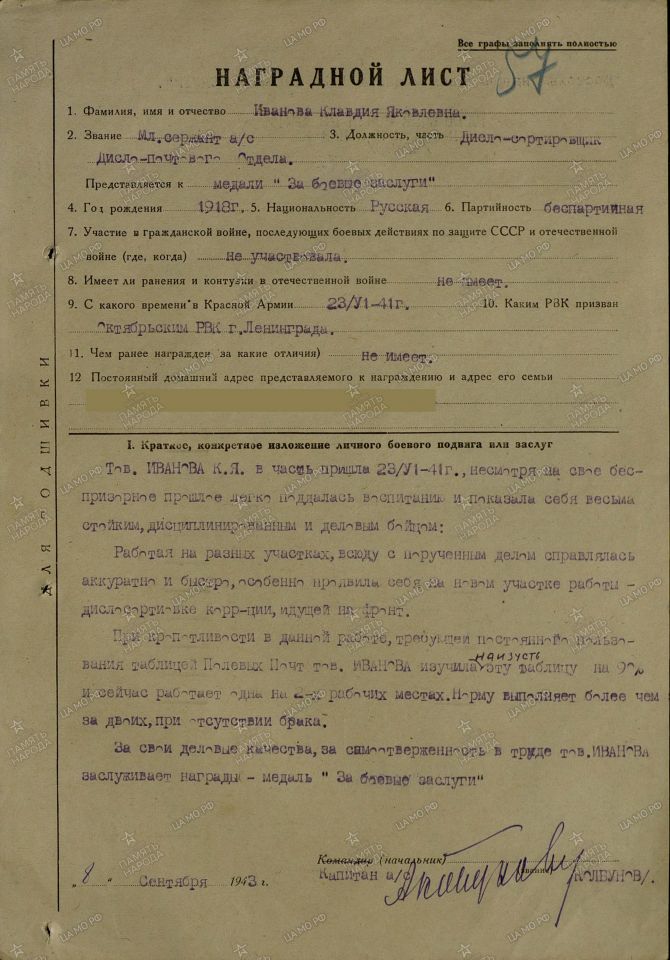 Все графы заполнять полностью
57
НАГРАДНОЙ ЛИСТ
1. Фамилия, имя и отчество Иванова Клавдия Яковлевна.
2. Звание Мл.сержант а/с 3. Должность, часть Дисло-сортировщик
Дисло-почтового Отдела.
Представляется к медали " За боевые заслуги"
4. Год рождения 1918г. 5. Национальность Русская 6. Партийность беспартийная
7. Участие в гражданской войне, последующих боевых действиях по защите СССР и отечественной
войне (где, когда) не участвовала.
8. Имеет ли ранения и контузии в отечественной войне не имеет.
9. С какого времени в Красной Армии 23/У1-41г. 10. Каким РВК призван
Октябрьским РВК г.Ленинграда.
11. Чем ранее награжден за какие отличия) не имеет.
12 Постоянный домашний адрес представляемого к награждению и адрес его семьи
ДЛЯ ПОДШИВКИ
I. Краткое, конкретное изложение личного боевого подвига или заслуг
Тов. ИВАНОВА К.Я. в часть пришла 23/У1-41г., несмотря на свое бес-
призорное прошлое легко поддалась воспитанию и показала себя весьма
стойким, дисциплинированным и деловым бойцом:
Работая на разных участках, всюду с порученным делом справлялась
аккуратно и быстро, особенно проявила себя на новом участке работы -
дислосортировке корр-ции, идущей на фронт.
При кропотливости в данной работе, требующей постоянного пользо-
наизусть
вания таблицей Полевых Почт тов. ИВАНОВА изучила эту таблицу на 90%
и сейчас работает одна на 2-х рабочих местах. Норму выполняет более чем
за двоих, при отсутствии брака.
За свои деловые качества, за самоотверженность в труде тов.ИВАНОВА
заслуживает награды - медаль " За боевые заслуги"
Командир (начальник)
Капитан а/с /КОЛБУНОВ/.
„ 8 " Сентября 1943 г.
ПАМЯТЬ НАРОДА
ЦАМО.РФ